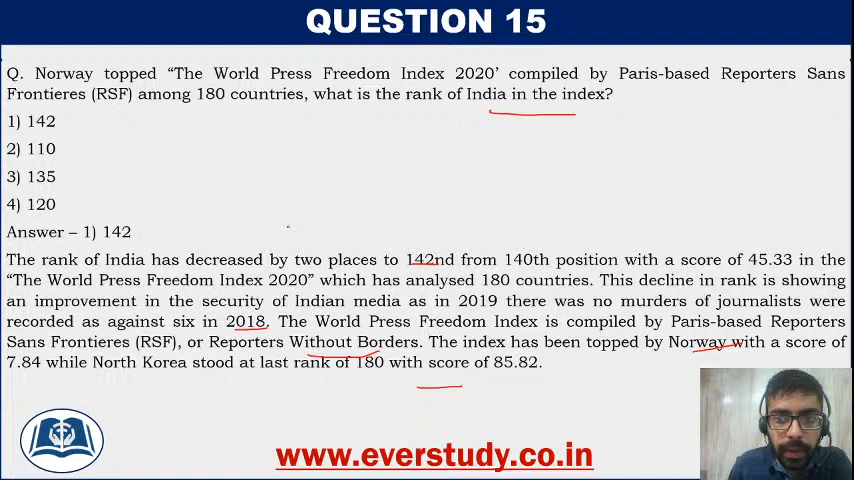 QUESTION 15
Q. Norway topped “The World Press Freedom Index 2020’ compiled by Paris-based Reporters Sans
Frontieres (RSF) among 180 countries, what is the rank of India in the index?
1) 142
2) 110
3) 135
4) 120
Answer – 1) 142
The rank of India has decreased by two places to 142nd from 140th position with a score of 45.33 in the
“The World Press Freedom Index 2020” which has analysed 180 countries. This decline in rank is showing
an improvement in the security of Indian media as in 2019 there was no murders of journalists were
recorded as against six in 2018. The World Press Freedom Index is compiled by Paris-based Reporters
Sans Frontieres (RSF), or Reporters Without Borders. The index has been topped by Norway with a score of
7.84 while North Korea stood at last rank of 180 with score of 85.82.
www.everstudy.co.in